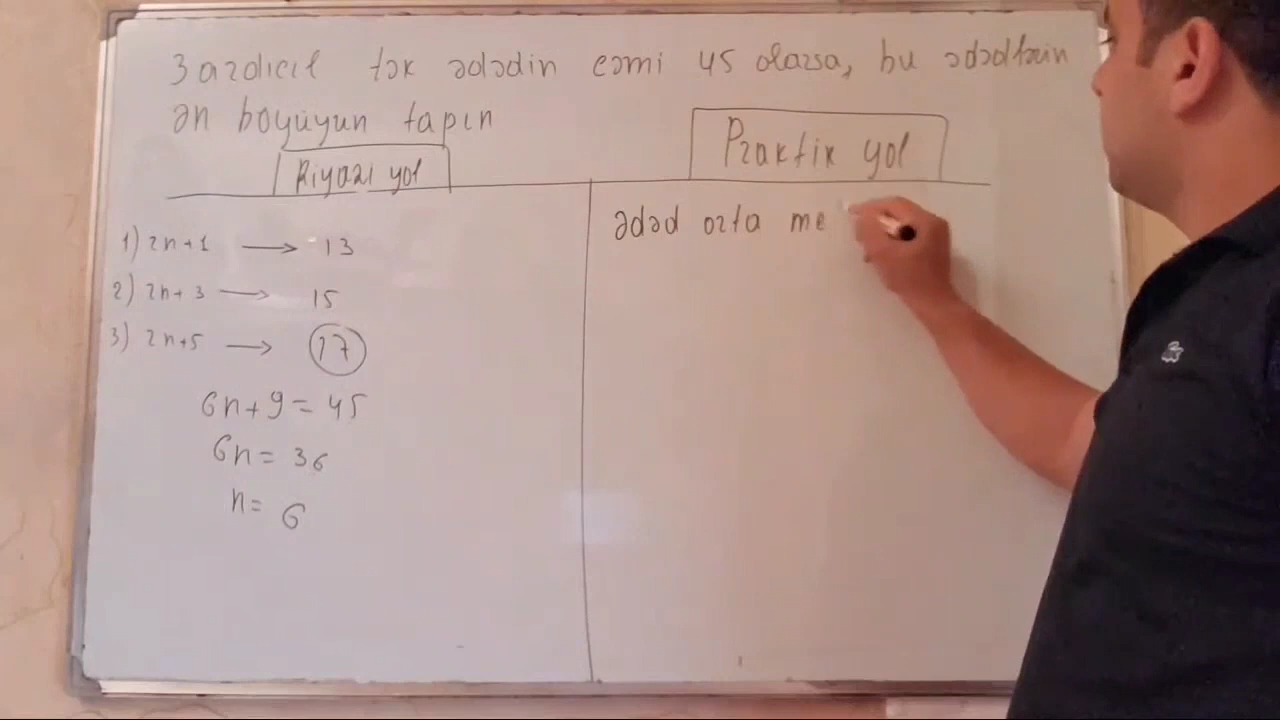 3 ardıcıl tək ədədin cəmi 45 olarsa, bu ədədlərin
ən böyüyün tapın
Riyazi yol
1) 2n+1 → 13
2) 2n+3 → 15
3) 2n+5 → 17
6n+9=45
6n=36
n=6
Praktik yol
Ədəd orta me